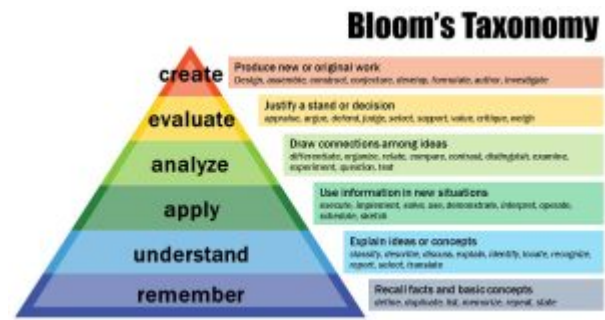 Bloom's Taxonomy
create
Produce new or original work
Design, assemble, construct, conjecture, develop, formulate, author, investigate
evaluate
Justify a stand or decision
appraise, argue, defend, judge, select, support, value, critique, weigh
analyze
Draw connections among ideas
differentiate, organize, relate, compare, contrast, distinguish, examine,
experiment, question, test
apply
Use information in new situations
execute, implement, solve, use, demonstrate, interpret, operate,
schedule, sketch
understand
Explain ideas or concepts
classify, describe, discuss, explain, identify, locate, recognize,
report, select, translate
remember
Recall facts and basic concepts
define, duplicate, list, memorize, repeat, state